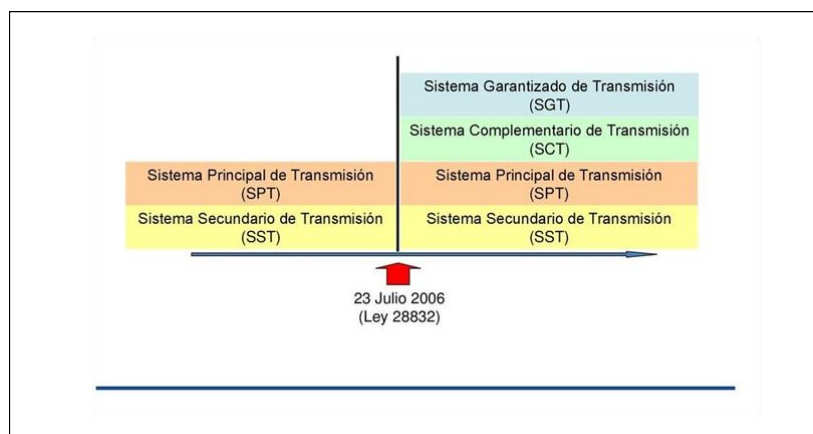 Sistema Garantizado de Transmisión
(SGT)
Sistema Complementario de Transmisión
(SCT)
Sistema Principal de Transmisión
(SPT)
Sistema Principal de Transmisión
(SPT)
Sistema Secundario de Transmisión
(SST)
Sistema Secundario de Transmisión
(SST)
23 Julio 2006
(Ley 28832)